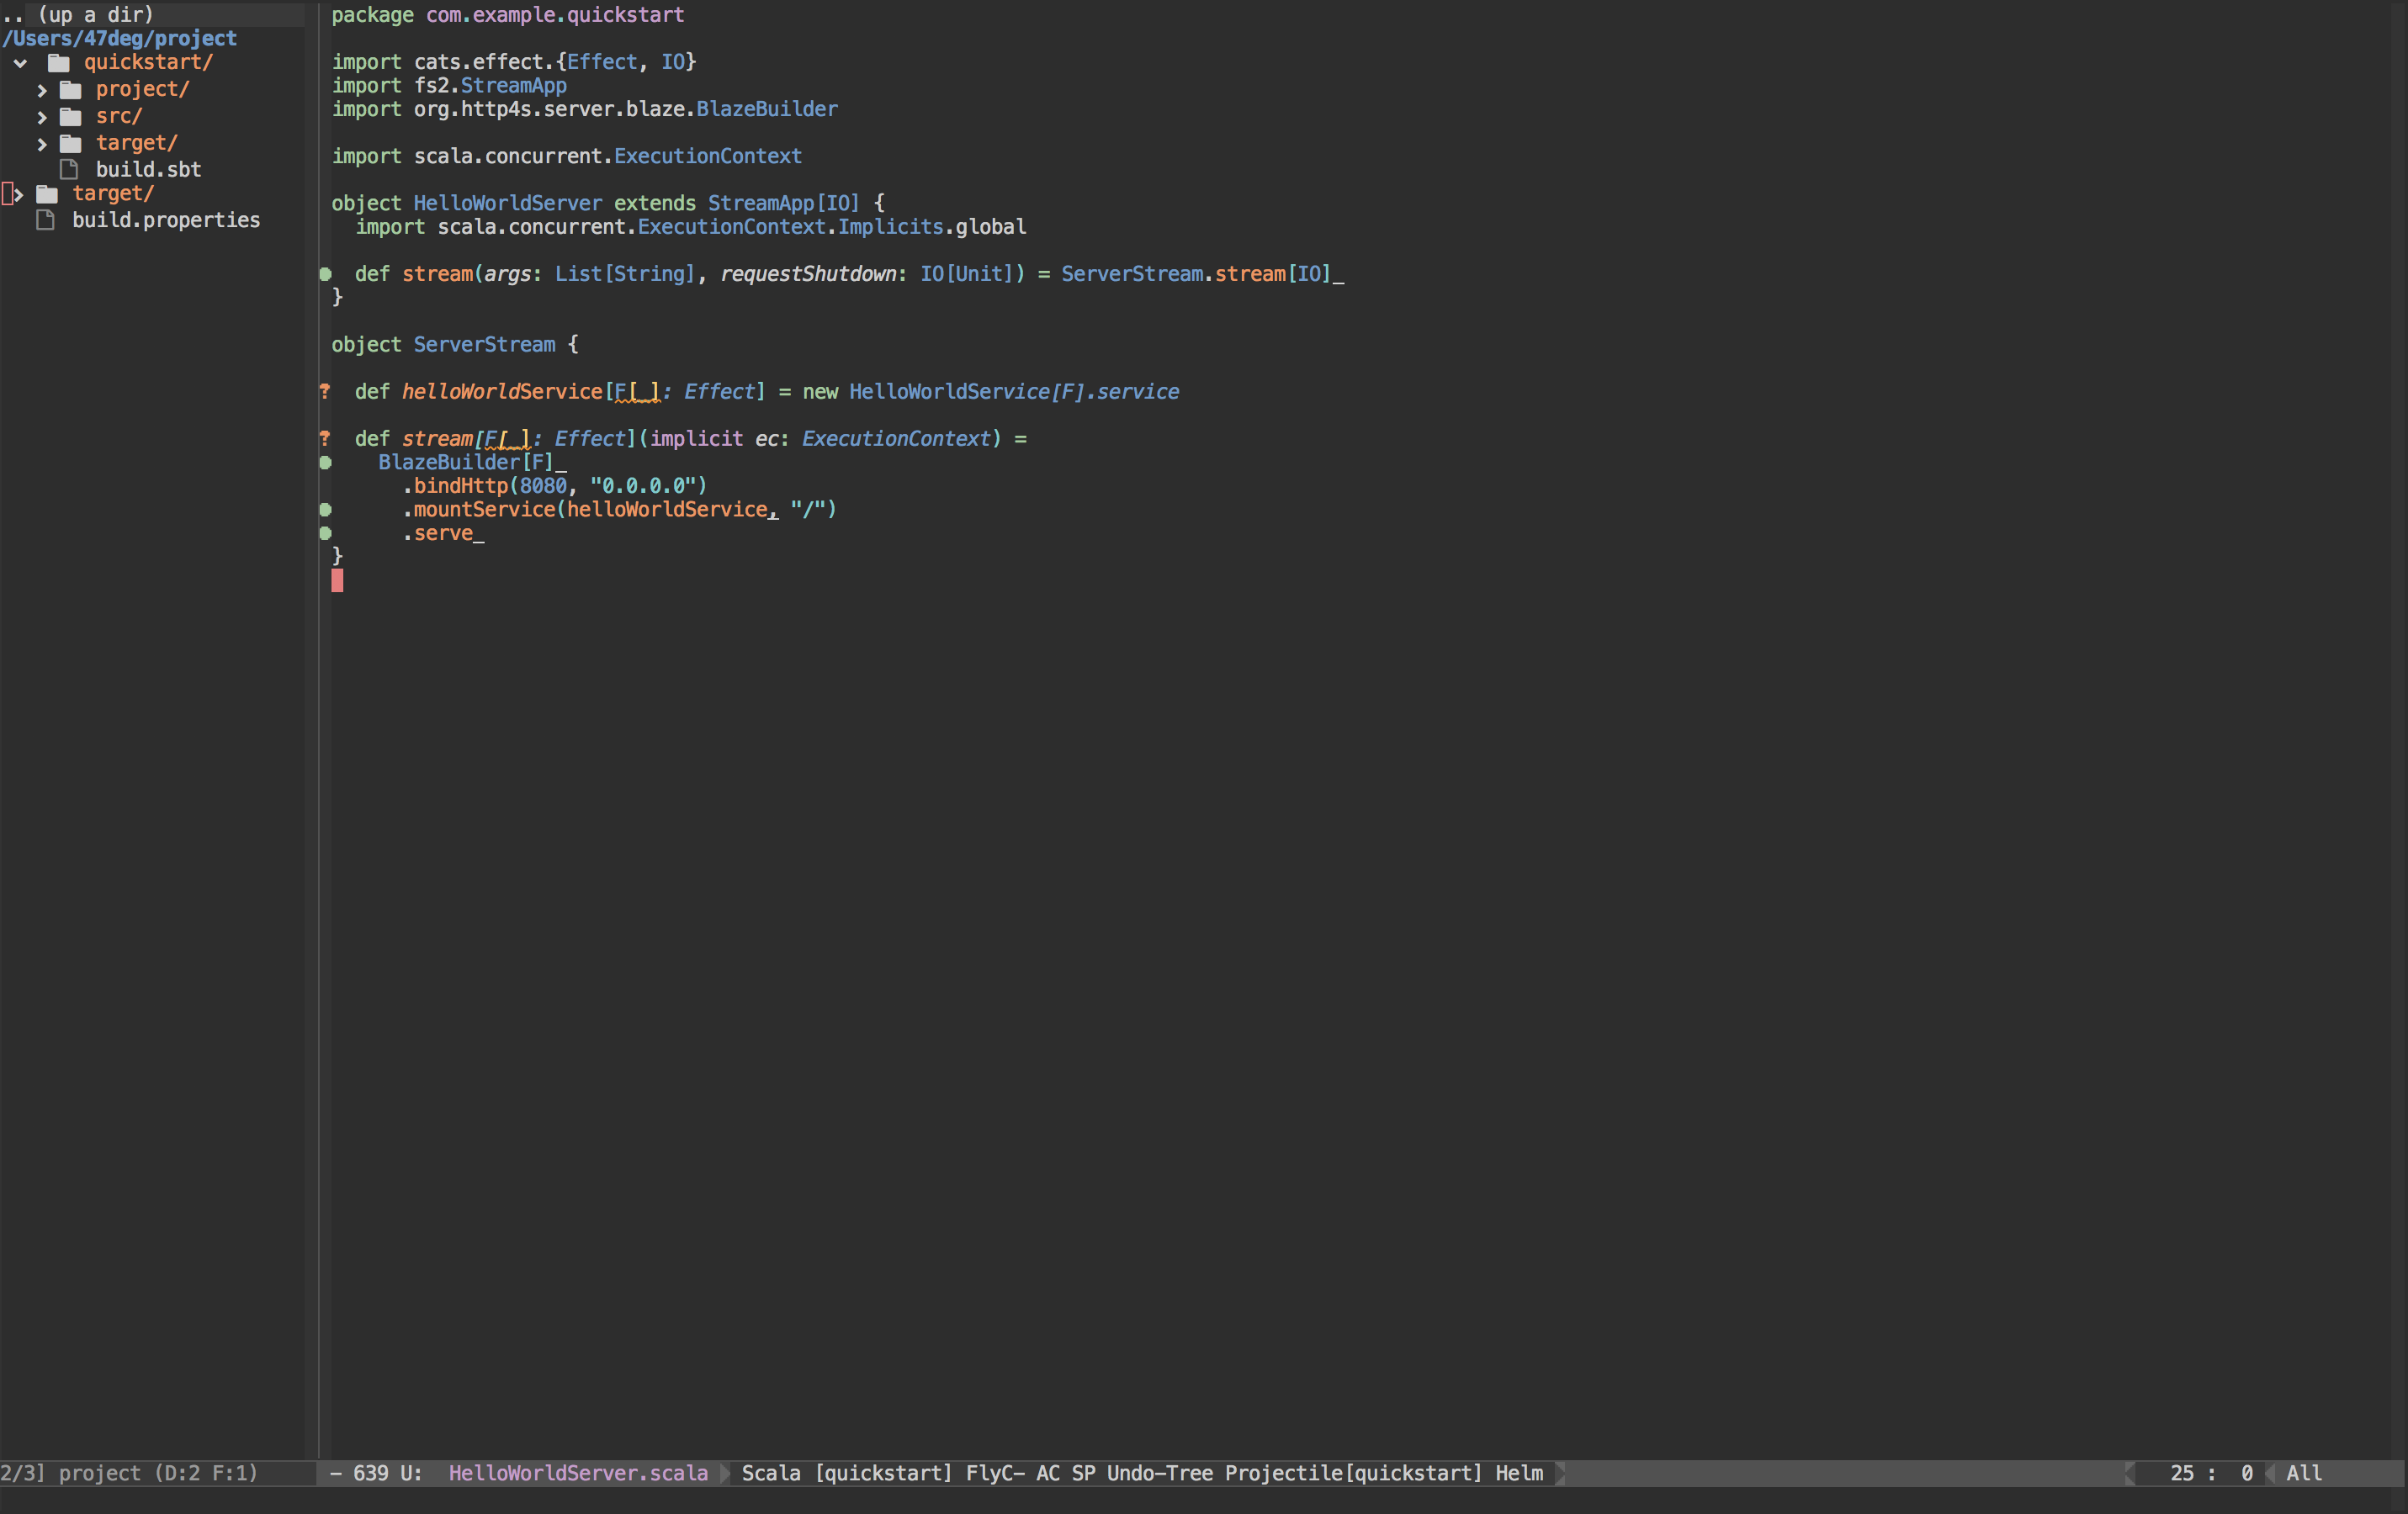 .. (up a dir)
/Users/47deg/project
quickstart/
project/
src/
target/
build.sbt
target/
build.properties
2/3] project (D:2 F:1)
package com.example.quickstart
import cats.effect.{Effect, IO}
import fs2.StreamApp
import org.http4s.server.blaze.BlazeBuilder
import scala.concurrent.ExecutionContext
object HelloWorldServer extends StreamApp[IO] {
  import scala.concurrent.ExecutionContext.Implicits.global
  def stream(args: List[String], requestShutdown: IO[Unit]) = ServerStream.stream[IO]_
}
object ServerStream {
?  def helloWorldService[F[_]: Effect] = new HelloWorldService[F].service
?  def stream[F[_]: Effect](implicit ec: ExecutionContext) =
    BlazeBuilder[F]_
      .bindHttp(8080, "0.0.0.0")
      .mountService(helloWorldService, "/")
      .serve_
}
- 639 U: HelloWorldServer.scala Scala [quickstart] FlyC- AC SP Undo-Tree Projectile[quickstart] Helm 25 : 0 All